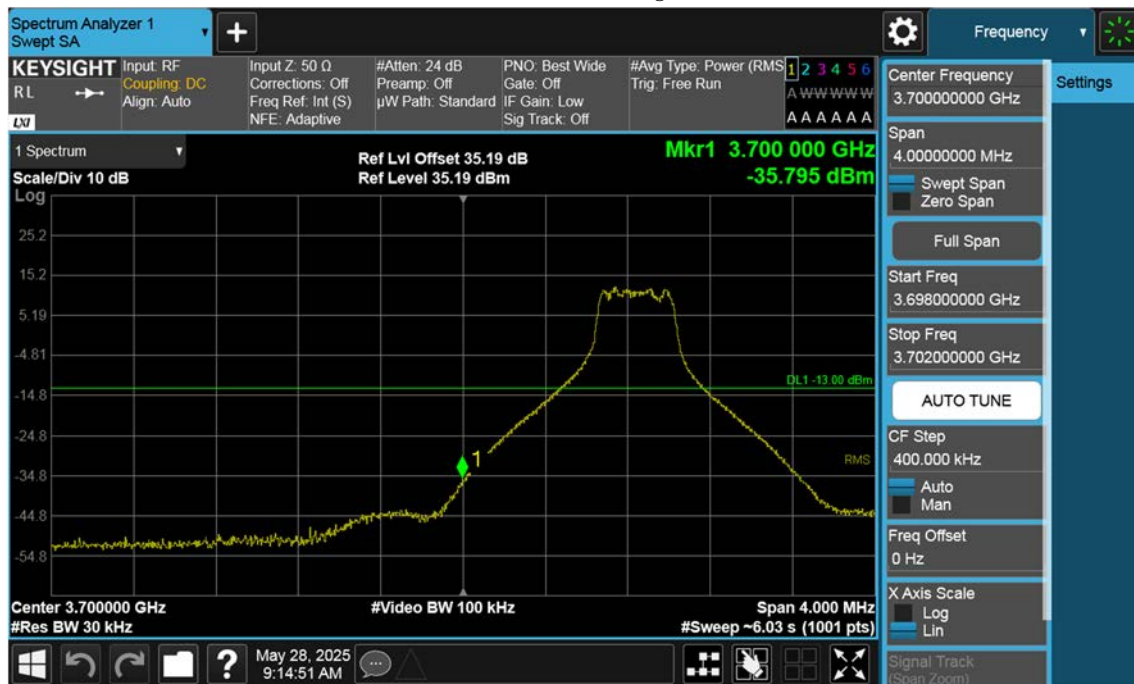 Spectrum Analyzer 1
Swept SA
+
Frequency
KEYSIGHT
RL
LXI
Input: RF
Coupling: DC
Align: Auto
Input Z: 50 Ω
Corrections: Off
Freq Ref: Int (S)
NFE: Adaptive
#Atten: 24 dB
Preamp: Off
µW Path: Standard
PNO: Best Wide
Gate: Off
IF Gain: Low
Sig Track: Off
#Avg Type: Power (RMS
Trig: Free Run
1 2 3 4 5 6
A W W W W W
A A A A A A
1 Spectrum
Scale/Div 10 dB
Log
Ref Lvl Offset 35.19 dB
Ref Level 35.19 dBm
Mkr1 3.700 000 GHz
-35.795 dBm
25.2
15.2
5.19
-4.81
-14.8
-24.8
-34.8
-44.8
-54.8
DL1 -13.00 dBm
1
RMS
Center 3.700000 GHz
#Res BW 30 kHz
#Video BW 100 kHz
Span 4.000 MHz
#Sweep ~6.03 s (1001 pts)
Center Frequency
3.700000000 GHz
Settings
Span
4.00000000 MHz
Swept Span
Zero Span
Full Span
Start Freq
3.698000000 GHz
Stop Freq
3.702000000 GHz
AUTO TUNE
CF Step
400.000 kHz
Auto
Man
Freq Offset
0 Hz
X Axis Scale
Log
Lin
Signal Track
(Span Zoom)
?
May 28, 2025
9:14:51 AM